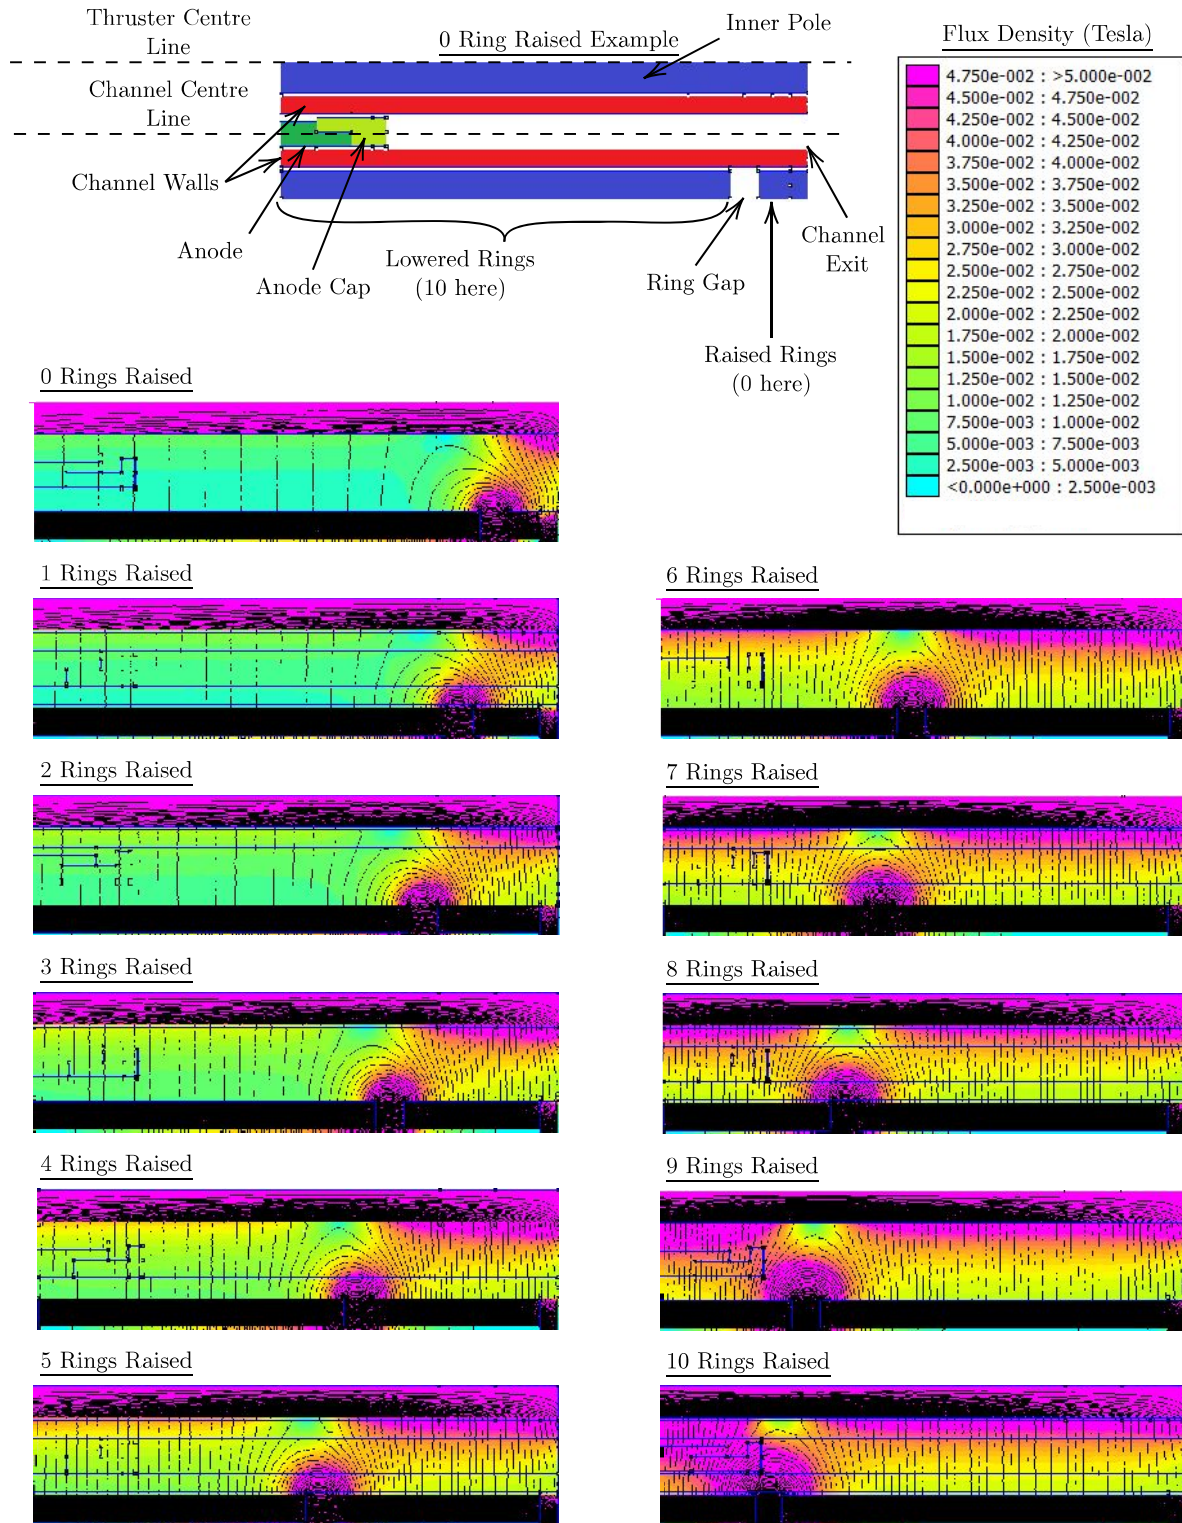 Thruster Centre
Line
0 Ring Raised Example
Inner Pole
Channel Centre
Line
Channel Walls
Anode
Anode Cap
Lowered Rings
(10 here)
Ring Gap
Channel
Exit
Raised Rings
(0 here)
Flux Density (Tesla)
4.750e-002 : >5.000e-002
4.500e-002 : 4.750e-002
4.250e-002 : 4.500e-002
4.000e-002 : 4.250e-002
3.750e-002 : 4.000e-002
3.500e-002 : 3.750e-002
3.250e-002 : 3.500e-002
3.000e-002 : 3.250e-002
2.750e-002 : 3.000e-002
2.500e-002 : 2.750e-002
2.250e-002 : 2.500e-002
2.000e-002 : 2.250e-002
1.750e-002 : 2.000e-002
1.500e-002 : 1.750e-002
1.250e-002 : 1.500e-002
1.000e-002 : 1.250e-002
7.500e-003 : 1.000e-002
5.000e-003 : 7.500e-003
2.500e-003 : 5.000e-003
<0.000e+000 : 2.500e-003
0 Rings Raised
1 Rings Raised
2 Rings Raised
3 Rings Raised
4 Rings Raised
5 Rings Raised
6 Rings Raised
7 Rings Raised
8 Rings Raised
9 Rings Raised
10 Rings Raised